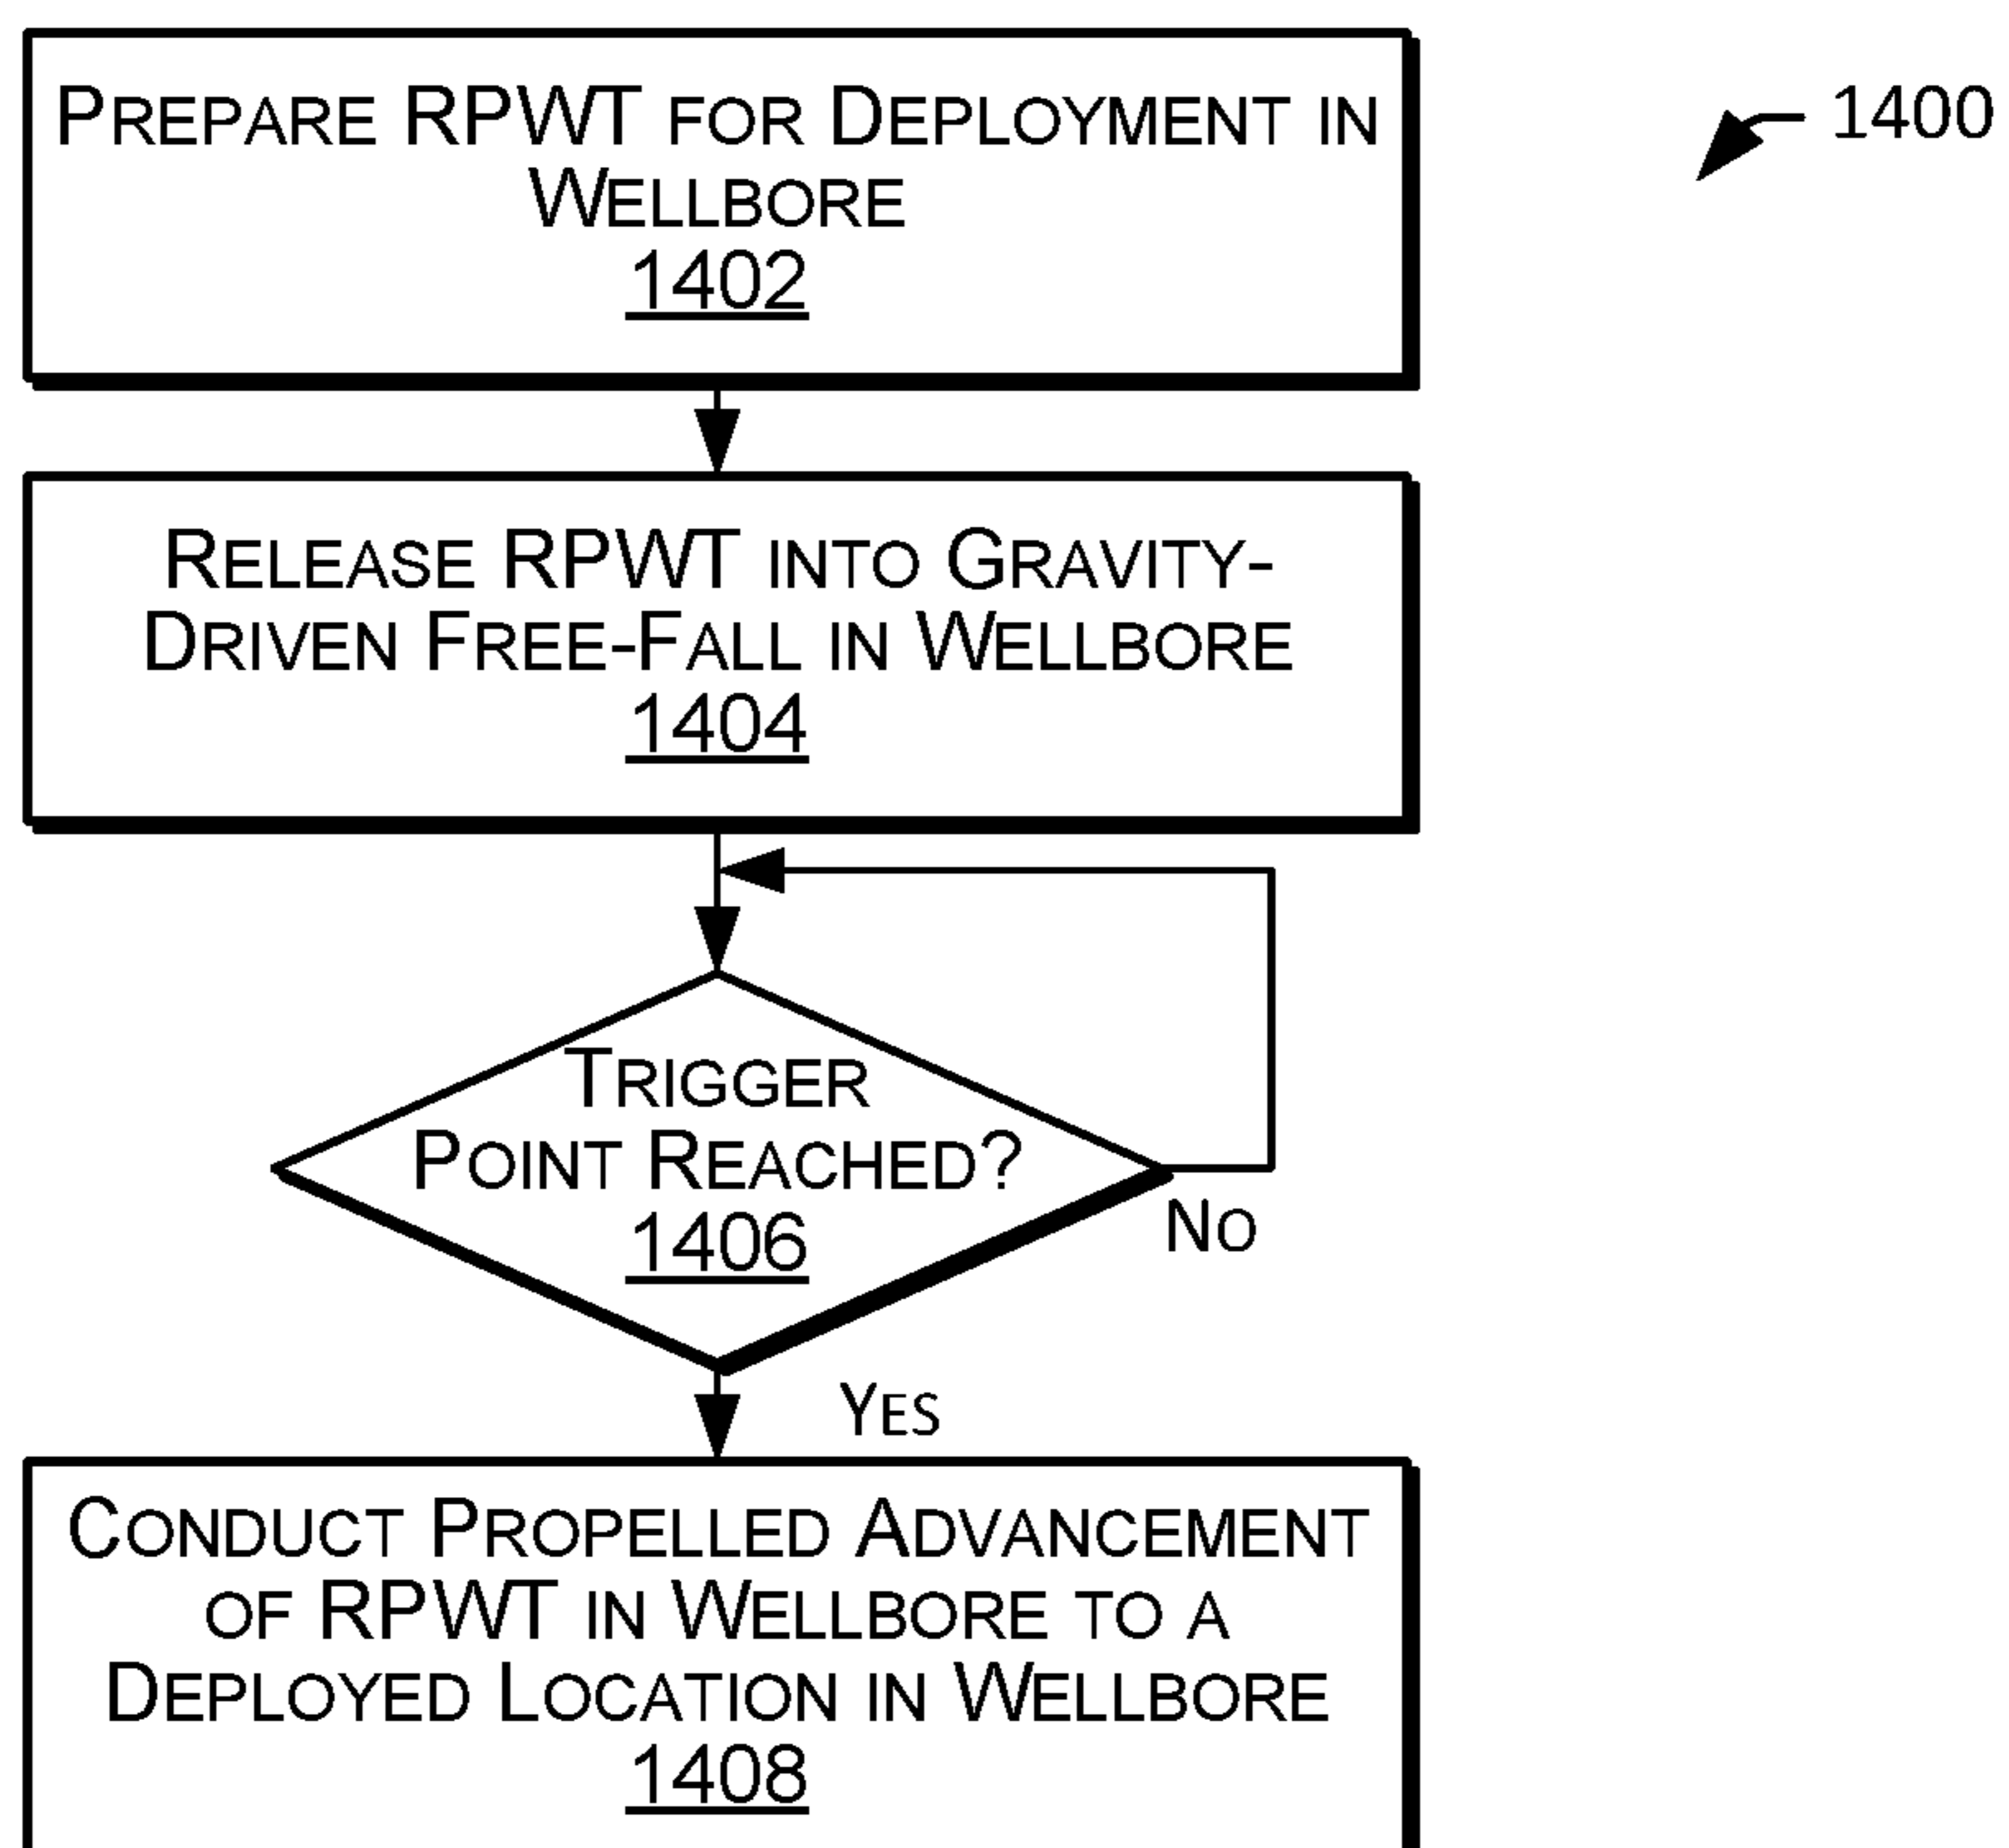 PREPARE RPWT FOR DEPLOYMENT IN
WELLBORE
1402
1400
RELEASE RPWT INTO GRAVITY-
DRIVEN FREE-FALL IN WELLBORE
1404
TRIGGER
POINT REACHED?
1406
NO
YES
CONDUCT PROPELLED ADVANCEMENT
OF RPWT IN WELLBORE TO A
DEPLOYED LOCATION IN WELLBORE
1408